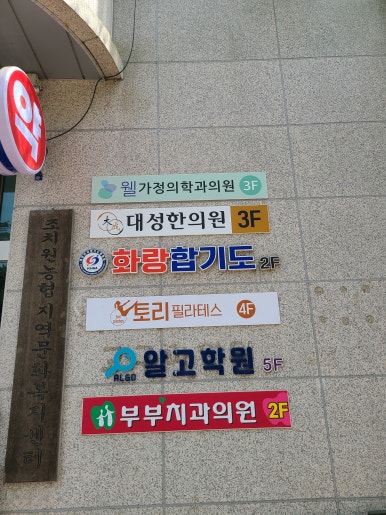 약
웰가정의학과의원 3F
대성한의원 3F
화랑합기도 2F
토리필라테스 4F
ALGO 알고학원 5F
부부치과의원 2F
조치원농협지역문화복지센터